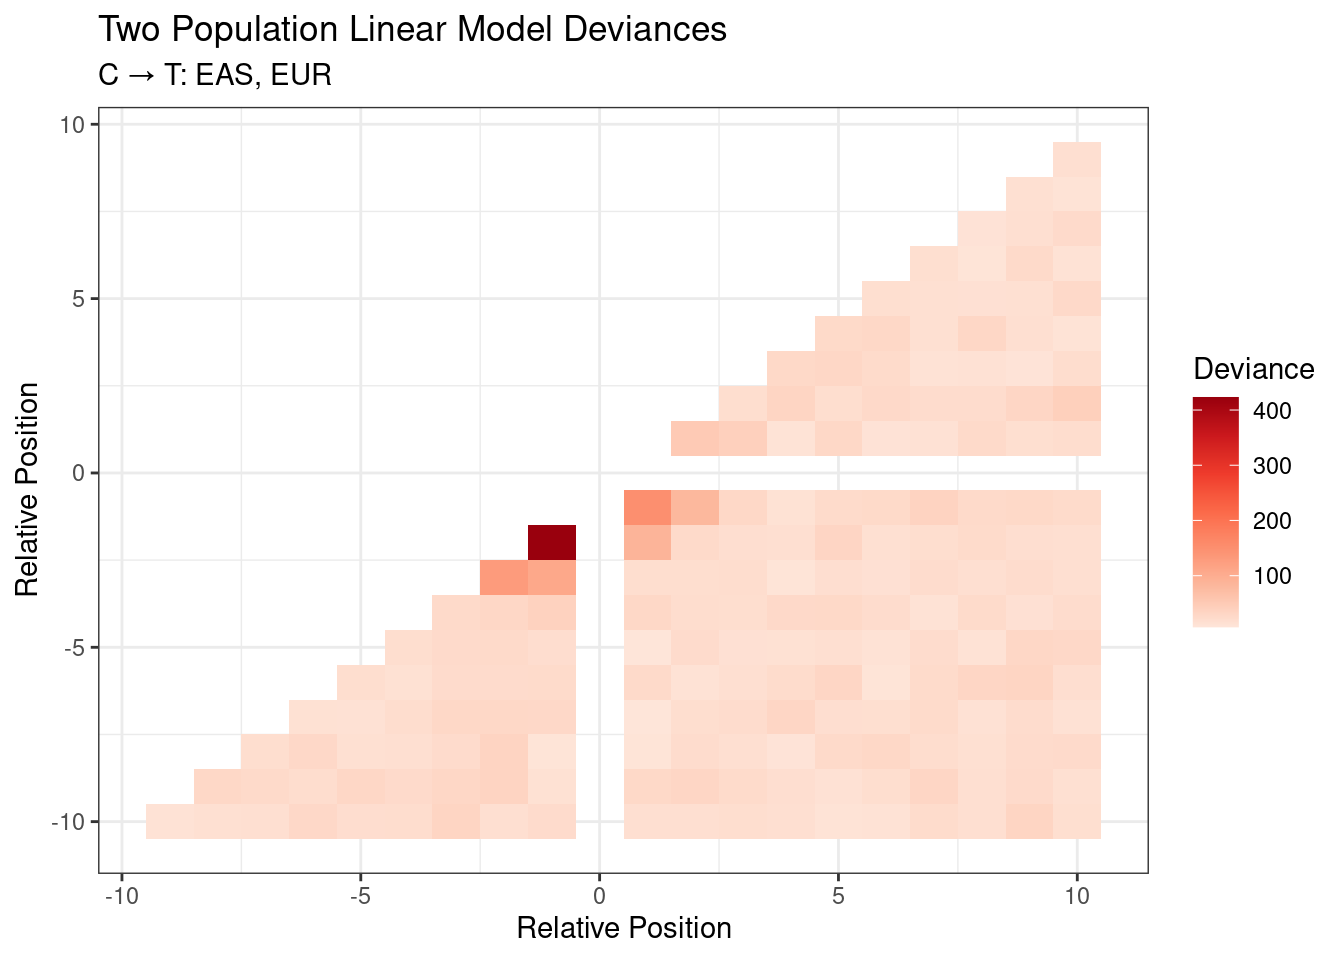 Two Population Linear Model Deviances
C → T: EAS, EUR
10
5
0
-5
-10
Relative Position
-10
-5
0
5
10
Relative Position
Deviance
400
300
200
100